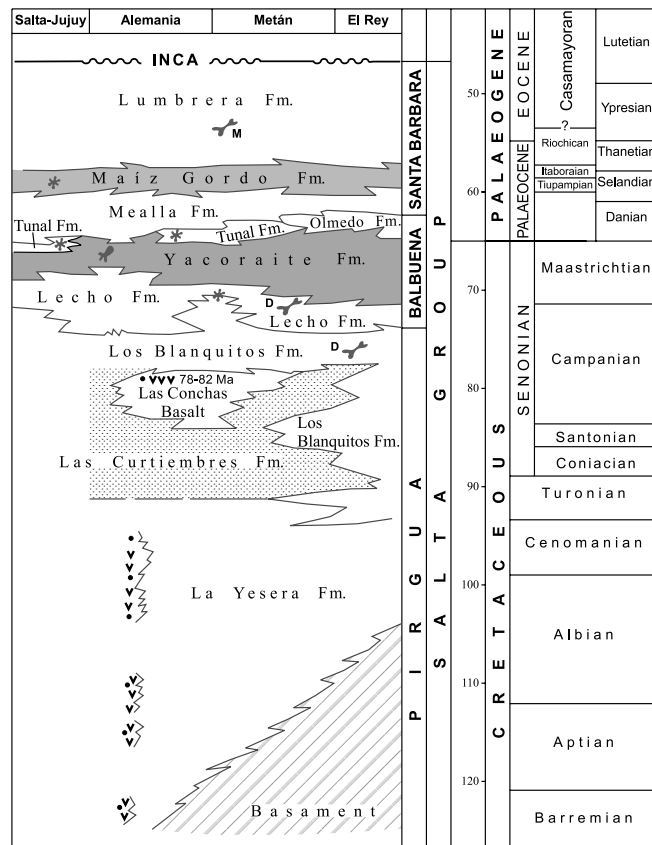 Salta-Jujuy
Alemania
Metán
El Rey
INCA
Lumbrera Fm.
M
Maíz Gordo Fm.
Mealla Fm.
Tunal Fm.
Tunal Fm.
Olmedo Fm.
Yacoraite Fm.
Lecho Fm.
D
Lecho Fm.
Los Blanquitos Fm.
D
78-82 Ma
Las Conchas
Basalt
Los
Blanquitos Fm.
Las Curtiembres Fm.
La Yesera Fm.
Basament
SANTA BARBARA
BALBUENA
PIRGUA
SALTA GROUP
50
60
70
80
90
100
110
120
PALAEOGENE
CRETACEOUS
EOCENE
PALAEOCENE
SENONIAN
Casamayoran
?
Riochican
Itaboraian
Tiupampian
Lutetian
Ypresian
Thanetian
Selandian
Danian
Maastrichtian
Campanian
Santonian
Coniacian
Turonian
Cenomanian
Albian
Aptian
Barremian